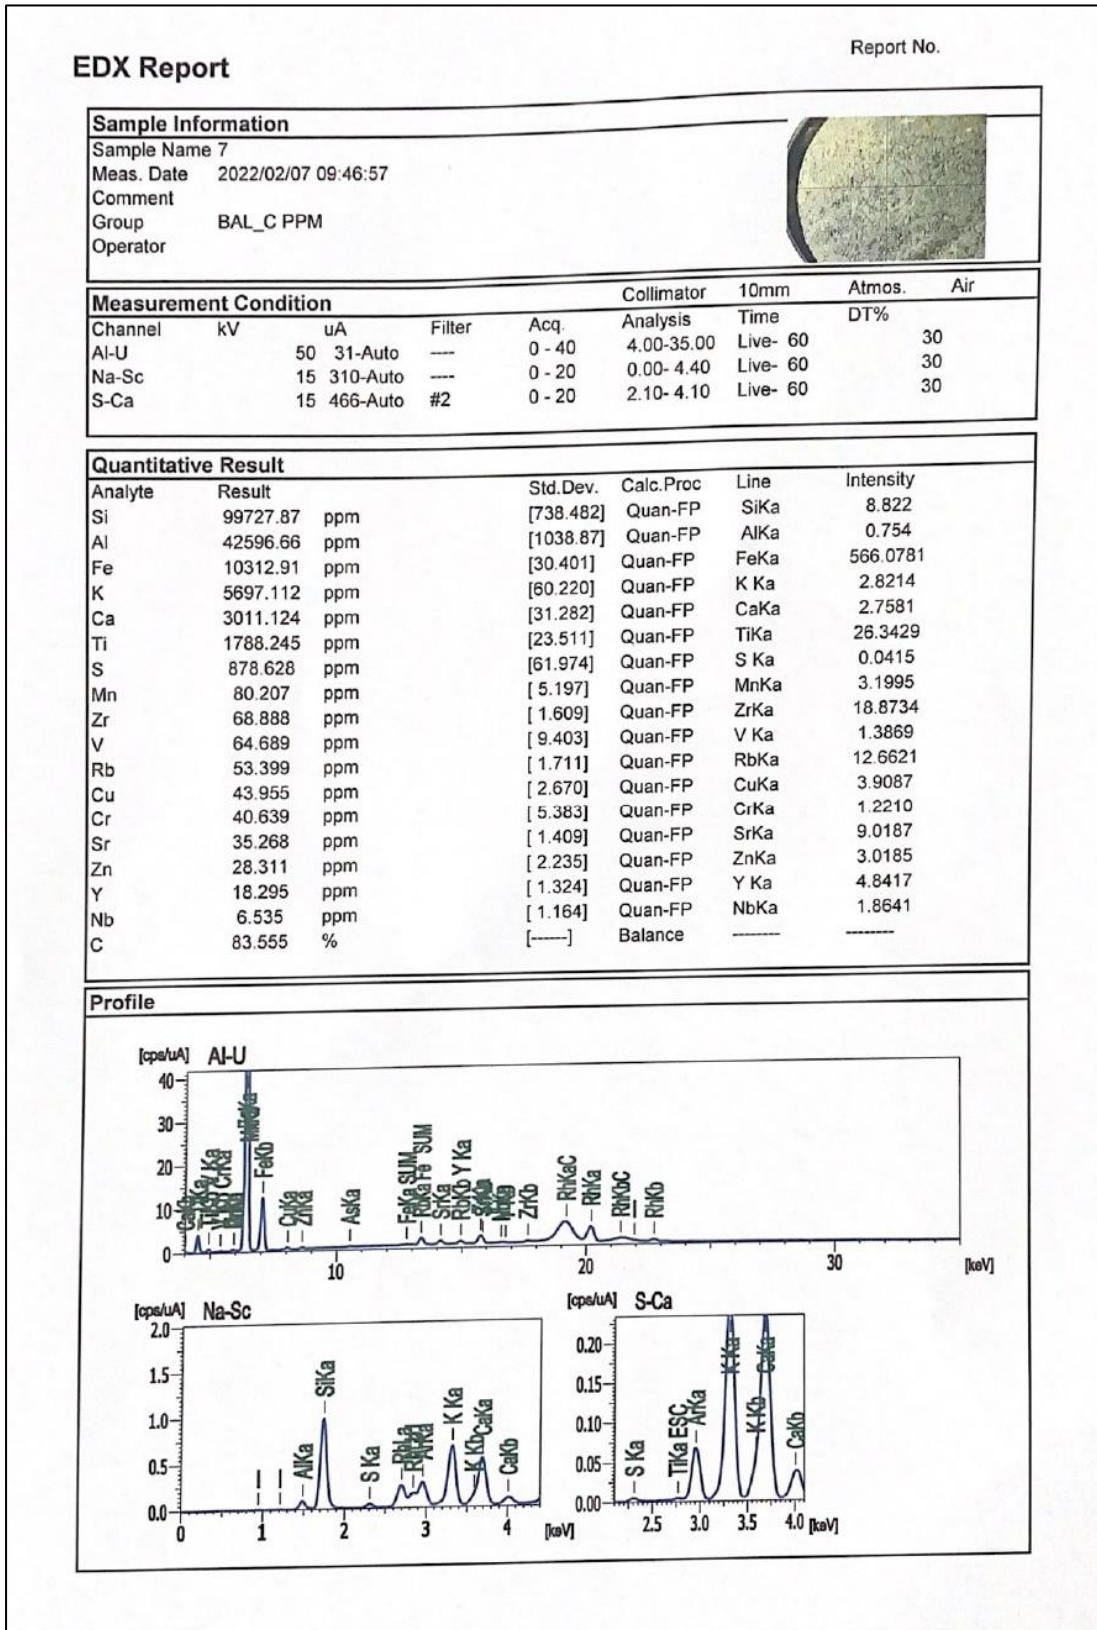 Report No.
EDX Report
Sample Information
Sample Name 7
Meas. Date 2022/02/07 09:46:57
Comment
Group BAL_C PPM
Operator
Measurement Condition Collimator 10mm Atmos. Air
Channel kV uA Filter Acq. Analysis Time DT%
Al-U 50 31-Auto ---- 0 - 40 4.00-35.00 Live- 60 30
Na-Sc 15 310-Auto ---- 0 - 20 0.00- 4.40 Live- 60 30
S-Ca 15 466-Auto #2 0 - 20 2.10- 4.10 Live- 60 30
Quantitative Result
Analyte Result Std.Dev. Calc.Proc Line Intensity
Si 99727.87 ppm [738.482] Quan-FP SiKa 8.822
Al 42596.66 ppm [1038.87] Quan-FP AlKa 0.754
Fe 10312.91 ppm [30.401] Quan-FP FeKa 566.0781
K 5697.112 ppm [60.220] Quan-FP K Ka 2.8214
Ca 3011.124 ppm [31.282] Quan-FP CaKa 2.7581
Ti 1788.245 ppm [23.511] Quan-FP TiKa 26.3429
S 878.628 ppm [61.974] Quan-FP S Ka 0.0415
Mn 80.207 ppm [ 5.197] Quan-FP MnKa 3.1995
Zr 68.888 ppm [ 1.609] Quan-FP ZrKa 18.8734
V 64.689 ppm [ 9.403] Quan-FP V Ka 1.3869
Rb 53.399 ppm [ 1.711] Quan-FP RbKa 12.6621
Cu 43.955 ppm [ 2.670] Quan-FP CuKa 3.9087
Cr 40.639 ppm [ 5.383] Quan-FP CrKa 1.2210
Sr 35.268 ppm [ 1.409] Quan-FP SrKa 9.0187
Zn 28.311 ppm [ 2.235] Quan-FP ZnKa 3.0185
Y 18.295 ppm [ 1.324] Quan-FP Y Ka 4.8417
Nb 6.535 ppm [ 1.164] Quan-FP NbKa 1.8641
C 83.555 % [-----] Balance -------- --------
Profile
[cps/uA] Al-U
40
30
20
10
0
CrKa FeKb CuKa ZnKa AsKa FeKa SUM RbKa Fe SUM SrKa RbKb Y Ka ZrKb RhKaC RhKa RhKbC RhKb
10 20 30 [keV]
[cps/uA] Na-Sc
2.0
1.5
1.0
0.5
0.0
AlKa SiKa S Ka RhLa ArKa K Ka K Kb CaKa CaKb
0 1 2 3 4 [keV]
[cps/uA] S-Ca
0.20
0.15
0.10
0.05
0.00
S Ka TiKa ESC ArKa K Ka K Kb CaKa CaKb
2.5 3.0 3.5 4.0 [keV]